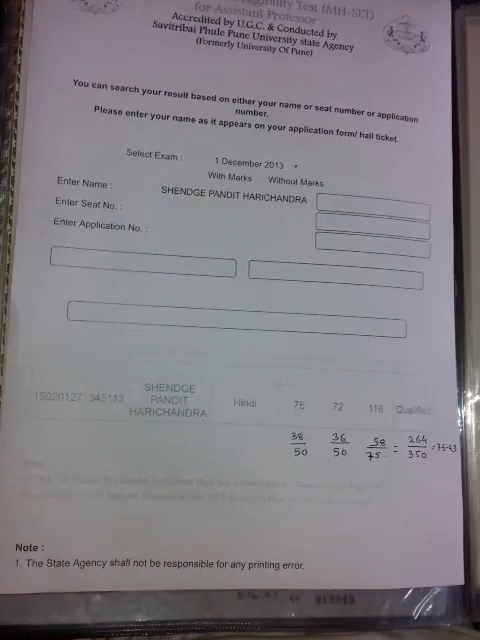 Eligibility Test (MH-SET)
for Assistant Professor
Accredited by U.G.C. & Conducted by
Savitribai Phule Pune University state Agency
(Formerly University Of Pune)
You can search your result based on either your name or seat number or application
number.
Please enter your name as it appears on your application form/ hall ticket.
Select Exam : 1 December 2013
With Marks Without Marks
Enter Name : SHENDGE PANDIT HARICHANDRA
Enter Seat No. :
Enter Application No. :
15020127 345113 SHENDGE PANDIT HARICHANDRA Hindi 76 72 116 Qualified
38/50 36/50 58/75 = 264/350 =75.43
Note :
1. The State Agency shall not be responsible for any printing error.